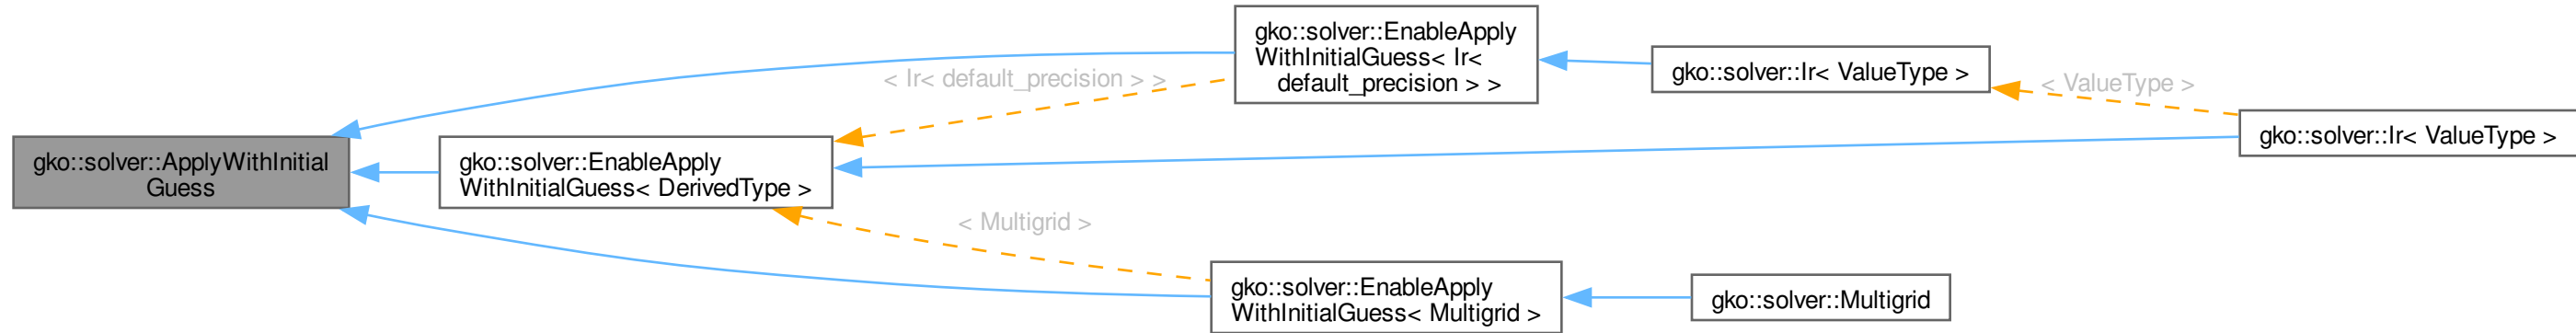 gko::solver::ApplyWithInitial
Guess
< Ir< default_precision > >
gko::solver::EnableApply
WithInitialGuess< DerivedType >
< Multigrid >
gko::solver::EnableApply
WithInitialGuess< Ir<
default_precision > >
gko::solver::EnableApply
WithInitialGuess< Multigrid >
gko::solver::Ir< ValueType >
gko::solver::Multigrid
< ValueType >
gko::solver::Ir< ValueType >